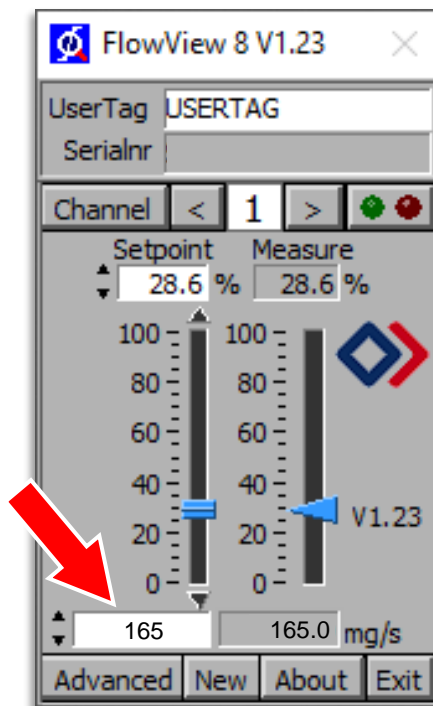 FlowView 8 V1.23
UserTag USERTAG
Serialnr
Channel < 1 >
Setpoint Measure
28.6 % 28.6 %
100 100
80 80
60 60
40 40
V1.23
20 20
0 0
165 165.0 mg/s
Advanced New About Exit